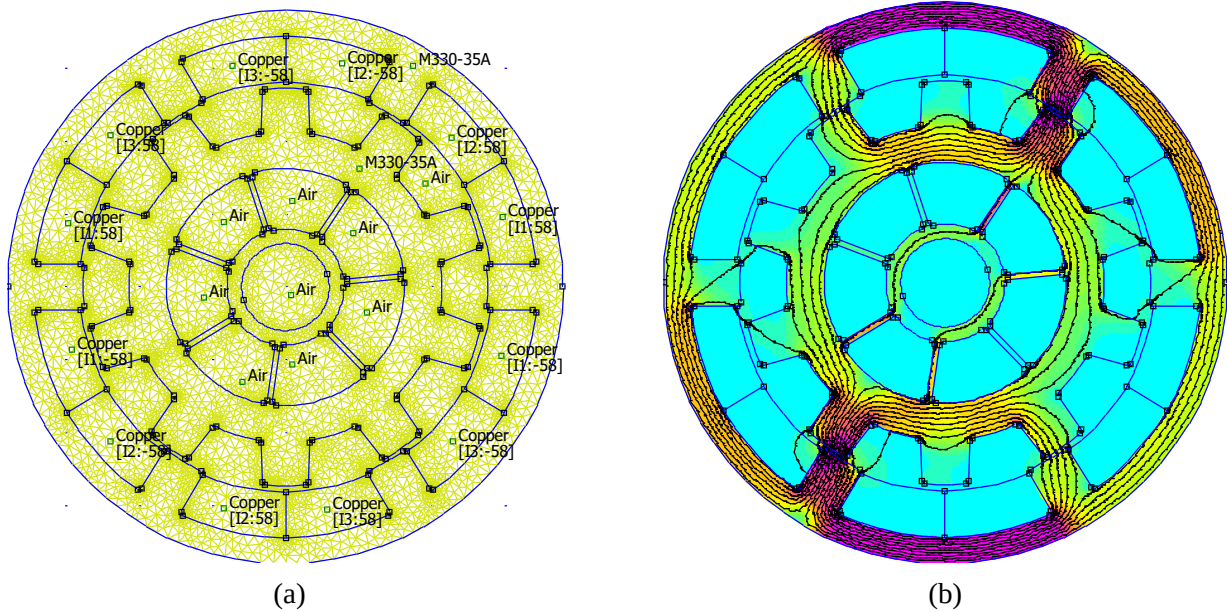 Copper
[I3:-58]
Copper
[I2:-58]
M330-35A
Copper
[I3:58]
Copper
[I2:58]
M330-35A
Air
Air
Air
Air
Copper
[I1:58]
Copper
[I1:58]
Air
Air
Air
Copper
[I1:-58]
Copper
[I1:-58]
Air
Air
Copper
[I2:-58]
Copper
[I3:-58]
Copper
[I2:58]
Copper
[I3:58]
(a)
(b)